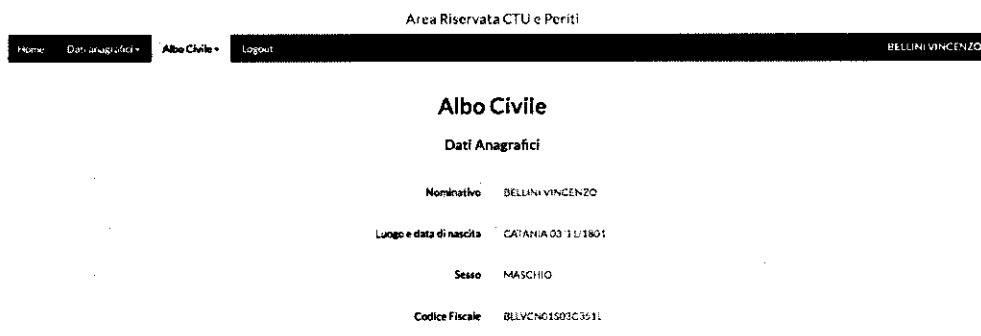 Area Riservata CTU e Periti
Home Dati anagrafici Albo Civile Logout BELLINI VINCENZO
Albo Civile
Dati Anagrafici
Nominativo BELLINI VINCENZO
Luogo e data di nascita CATANIA 03/11/1801
Sesso MASCHIO
Codice Fiscale BLLVCN01S03C351L